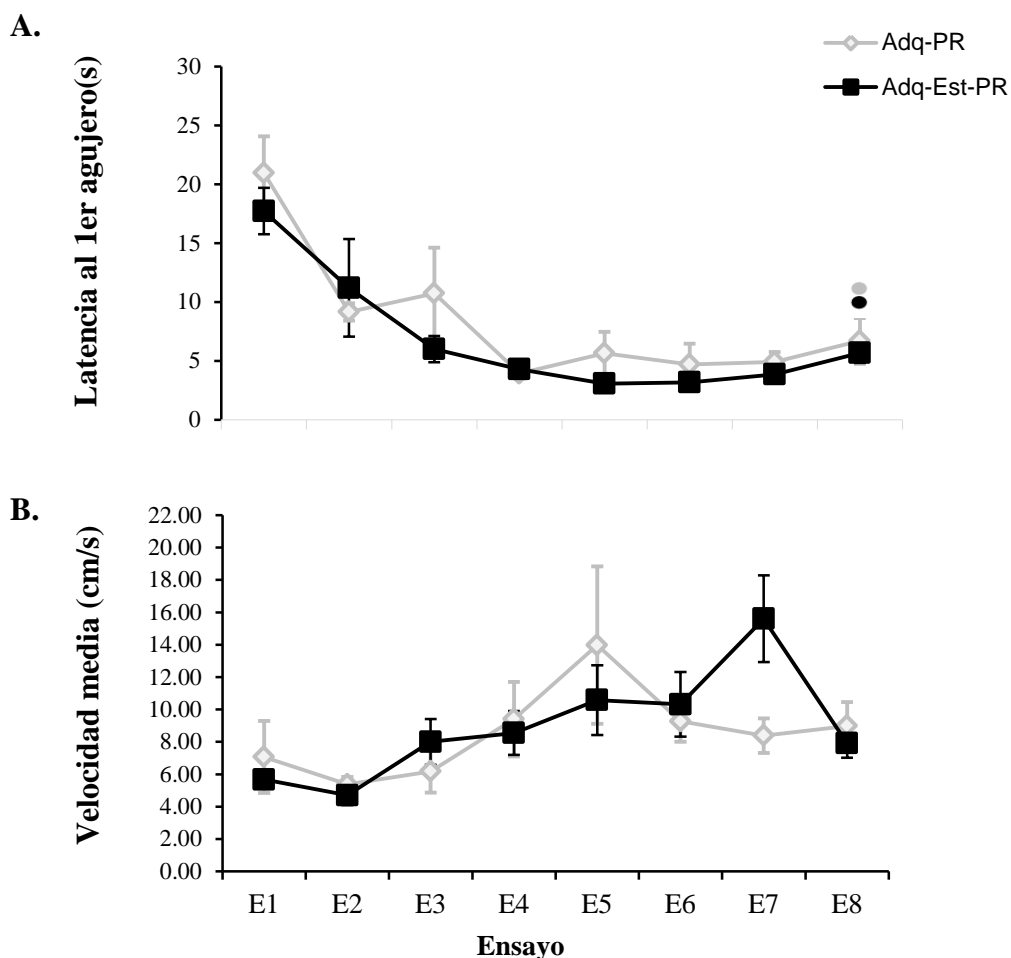 A.
Adq-PR
Adq-Est-PR
Latencia al 1er agujero(s)
30
25
20
15
10
5
0
B.
Velocidad media (cm/s)
22.00
20.00
18.00
16.00
14.00
12.00
10.00
8.00
6.00
4.00
2.00
0.00
E1 E2 E3 E4 E5 E6 E7 E8
Ensayo